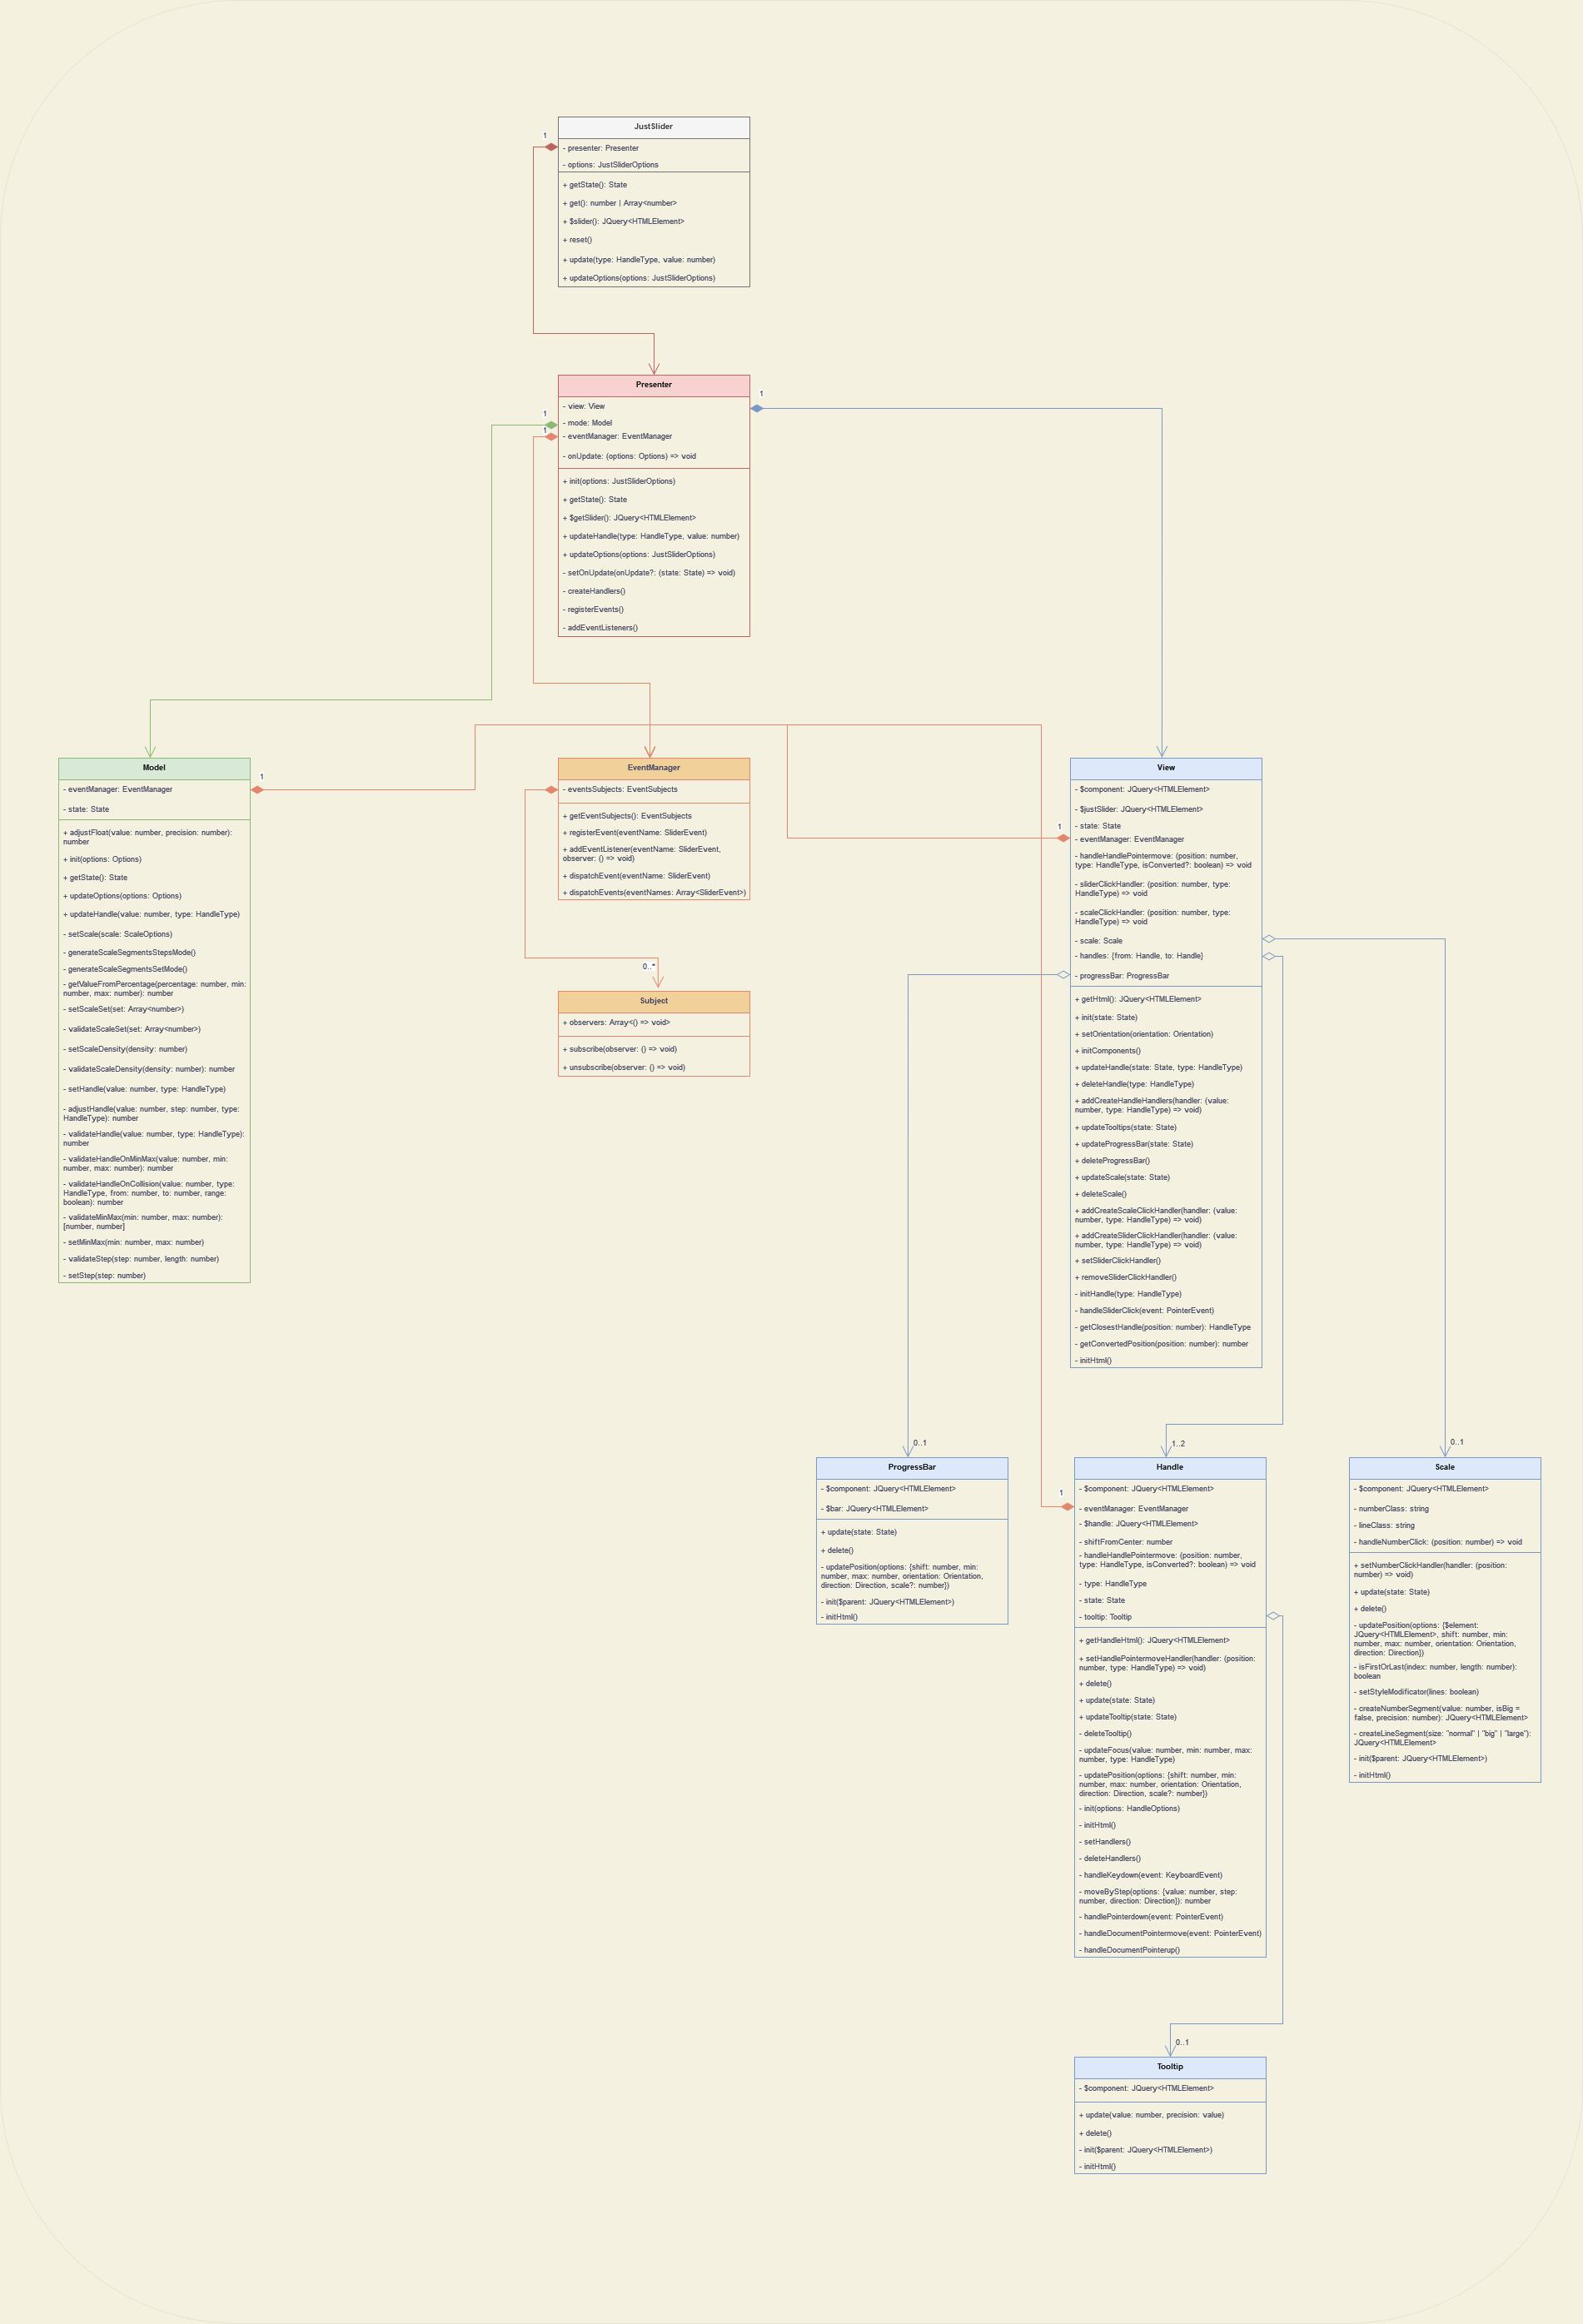 JustSlider
1
- presenter: Presenter
- options: JustSliderOptions
+ getState(): State
+ get(): number | Array<number>
+ $slider(): JQuery<HTMLElement>
+ reset()
+ update(type: HandleType, value: number)
+ updateOptions(options: JustSliderOptions)
Presenter
1
- view: View
1
- mode: Model
1
- eventManager: EventManager
- onUpdate: (options: Options) => void
+ init(options: JustSliderOptions)
+ getState(): State
+ $getSlider(): JQuery<HTMLElement>
+ updateHandle(type: HandleType, value: number)
+ updateOptions(options: JustSliderOptions)
- setOnUpdate(onUpdate?: (state: State) => void)
- createHandlers()
- registerEvents()
- addEventListeners()
Model
1
- eventManager: EventManager
- state: State
+ adjustFloat(value: number, precision: number):
number
+ init(options: Options)
+ getState(): State
+ updateOptions(options: Options)
+ updateHandle(value: number, type: HandleType)
- setScale(scale: ScaleOptions)
- generateScaleSegmentsStepsMode()
- generateScaleSegmentsSetMode()
- getValueFromPercentage(percentage: number, min:
number, max: number): number
- setScaleSet(set: Array<number>)
- validateScaleSet(set: Array<number>)
- setScaleDensity(density: number)
- validateScaleDensity(density: number): number
- setHandle(value: number, type: HandleType)
- adjustHandle(value: number, step: number, type:
HandleType): number
- validateHandle(value: number, type: HandleType):
number
- validateHandleOnMinMax(value: number, min:
number, max: number): number
- validateHandleOnCollision(value: number, type:
HandleType, from: number, to: number, range:
boolean): number
- validateMinMax(min: number, max: number):
[number, number]
- setMinMax(min: number, max: number)
- validateStep(step: number, length: number)
- setStep(step: number)
EventManager
- eventsSubjects: EventSubjects
+ getEventSubjects(): EventSubjects
+ registerEvent(eventName: SliderEvent)
+ addEventListener(eventName: SliderEvent,
observer: () => void)
+ dispatchEvent(eventName: SliderEvent)
+ dispatchEvents(eventNames: Array<SliderEvent>)
0..*
Subject
+ observers: Array<() => void>
+ subscribe(observer: () => void)
+ unsubscribe(observer: () => void)
View
- $component: JQuery<HTMLElement>
- $justSlider: JQuery<HTMLElement>
- state: State
1
- eventManager: EventManager
- handleHandlePointermove: (position: number,
type: HandleType, isConverted?: boolean) => void
- sliderClickHandler: (position: number, type:
HandleType) => void
- scaleClickHandler: (position: number, type:
HandleType) => void
- scale: Scale
- handles: {from: Handle, to: Handle}
- progressBar: ProgressBar
+ getHtml(): JQuery<HTMLElement>
+ init(state: State)
+ setOrientation(orientation: Orientation)
+ initComponents()
+ updateHandle(state: State, type: HandleType)
+ deleteHandle(type: HandleType)
+ addCreateHandleHandlers(handler: (value:
number, type: HandleType) => void)
+ updateTooltips(state: State)
+ updateProgressBar(state: State)
+ deleteProgressBar()
+ updateScale(state: State)
+ deleteScale()
+ addCreateScaleClickHandler(handler: (value:
number, type: HandleType) => void)
+ addCreateSliderClickHandler(handler: (value:
number, type: HandleType) => void)
+ setSliderClickHandler()
+ removeSliderClickHandler()
- initHandle(type: HandleType)
- handleSliderClick(event: PointerEvent)
- getClosestHandle(position: number): HandleType
- getConvertedPosition(position: number): number
- initHtml()
0..1
ProgressBar
- $component: JQuery<HTMLElement>
- $bar: JQuery<HTMLElement>
+ update(state: State)
+ delete()
- updatePosition(options: {shift: number, min:
number, max: number, orientation: Orientation,
direction: Direction, scale?: number})
- init($parent: JQuery<HTMLElement>)
- initHtml()
1..2
Handle
- $component: JQuery<HTMLElement>
1
- eventManager: EventManager
- $handle: JQuery<HTMLElement>
- shiftFromCenter: number
- handleHandlePointermove: (position: number,
type: HandleType, isConverted?: boolean) => void
- type: HandleType
- state: State
- tooltip: Tooltip
+ getHandleHtml(): JQuery<HTMLElement>
+ setHandlePointermoveHandler(handler: (position:
number, type: HandleType) => void)
+ delete()
+ update(state: State)
+ updateTooltip(state: State)
- deleteTooltip()
- updateFocus(value: number, min: number, max:
number, type: HandleType)
- updatePosition(options: {shift: number, min:
number, max: number, orientation: Orientation,
direction: Direction, scale?: number})
- init(options: HandleOptions)
- initHtml()
- setHandlers()
- deleteHandlers()
- handleKeydown(event: KeyboardEvent)
- moveByStep(options: {value: number, step:
number, direction: Direction}): number
- handlePointerdown(event: PointerEvent)
- handleDocumentPointermove(event: PointerEvent)
- handleDocumentPointerup()
0..1
Scale
- $component: JQuery<HTMLElement>
- numberClass: string
- lineClass: string
- handleNumberClick: (position: number) => void
+ setNumberClickHandler(handler: (position:
number) => void)
+ update(state: State)
+ delete()
- updatePosition(options: {$element:
JQuery<HTMLElement>, shift: number, min:
number, max: number, orientation: Orientation,
direction: Direction})
- isFirstOrLast(index: number, length: number):
boolean
- setStyleModificator(lines: boolean)
- createNumberSegment(value: number, isBig =
false, precision: number): JQuery<HTMLElement>
- createLineSegment(size: "normal" | "big" | "large"):
JQuery<HTMLElement>
- init($parent: JQuery<HTMLElement>)
- initHtml()
0..1
Tooltip
- $component: JQuery<HTMLElement>
+ update(value: number, precision: value)
+ delete()
- init($parent: JQuery<HTMLElement>)
- initHtml()